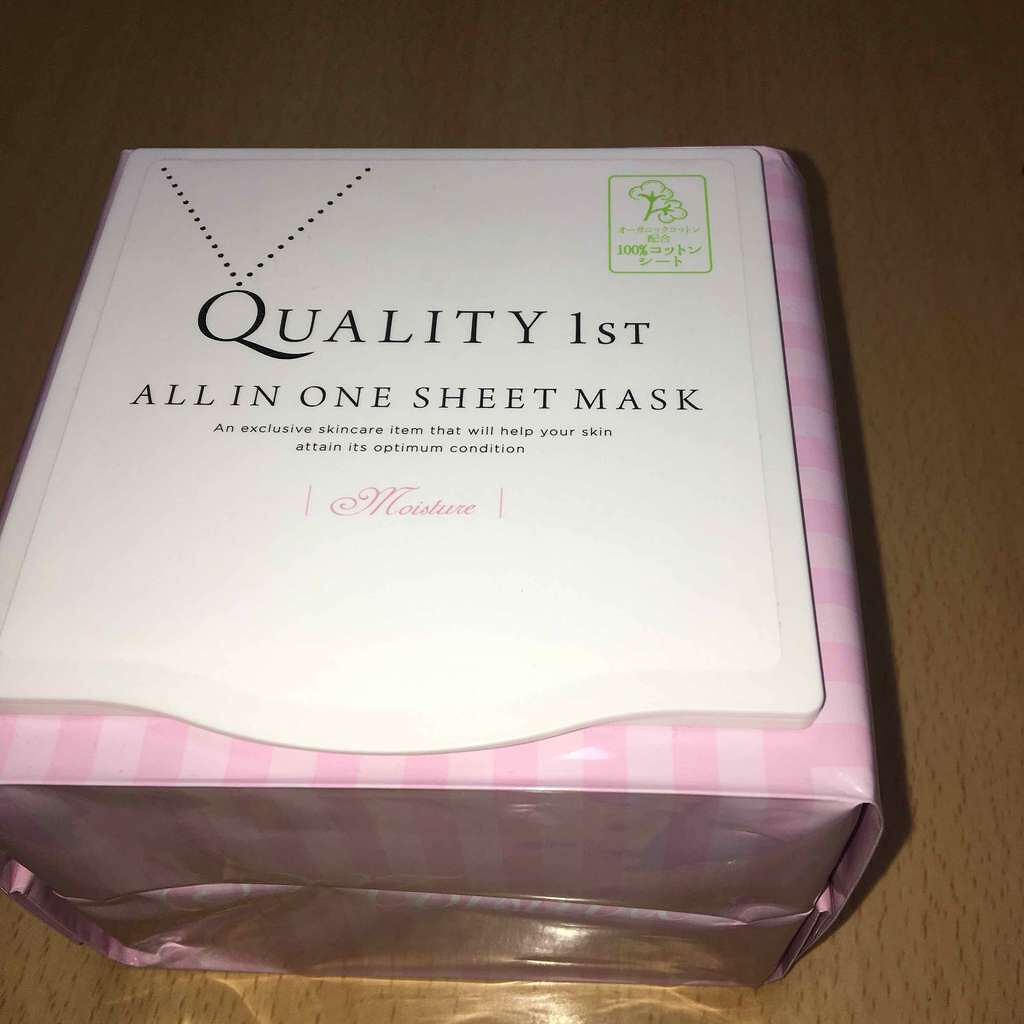 オーガニックコットン
配合
100%コットン
シート
QUALITY 1ST
ALL IN ONE SHEET MASK
An exclusive skincare item that will help your skin
attain its optimum condition
| Moisture |